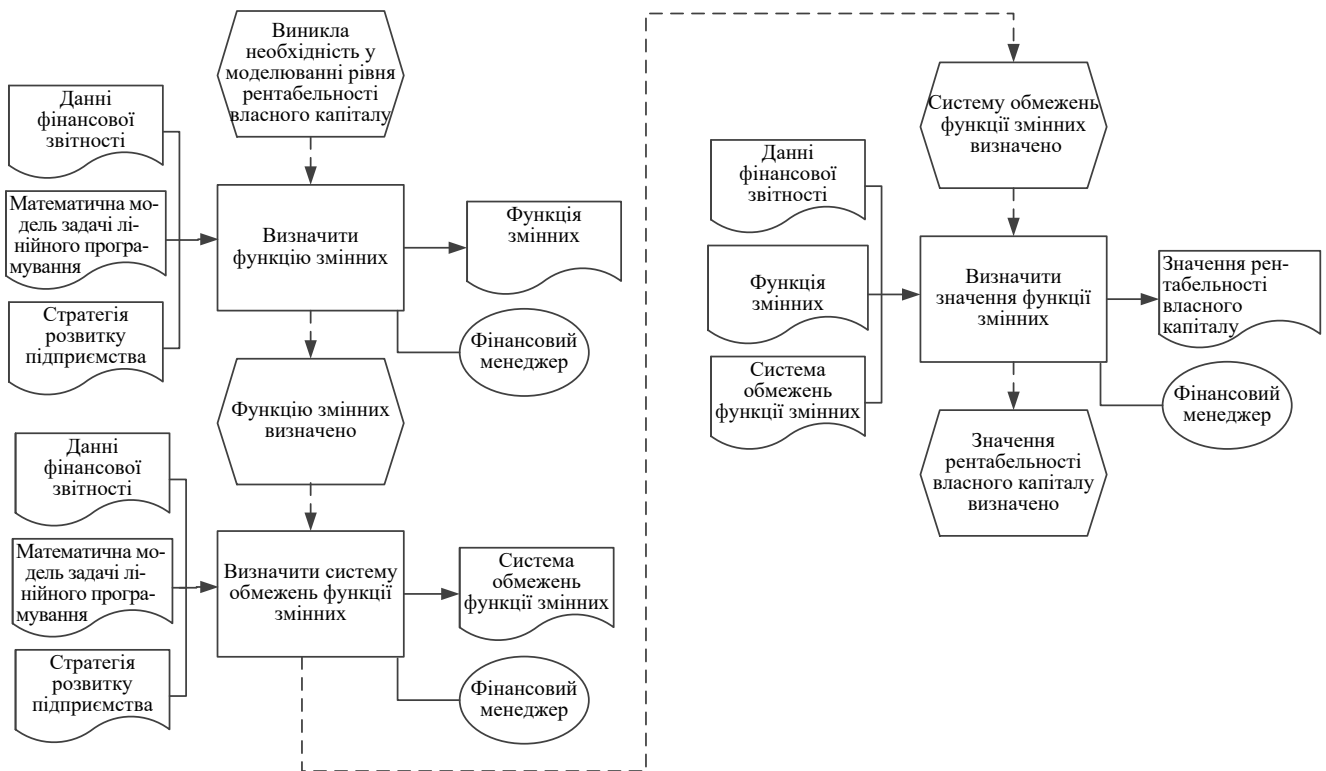 Виникла
необхідність у
моделюванні рівня
рентабельності
власного капіталу
Данні
фінансової
звітності
Математична мо-
дель задачі лі-
нійного програ-
мування
Стратегія
розвитку
підприємства
Визначити
функцію змінних
Функція
змінних
Фінансовий
менеджер
Функцію змінних
визначено
Данні
фінансової
звітності
Математична мо-
дель задачі лі-
нійного програ-
мування
Стратегія
розвитку
підприємства
Визначити систему
обмежень функції
змінних
Система
обмежень
функції змінних
Фінансовий
менеджер
Систему обмежень
функції змінних
визначено
Данні
фінансової
звітності
Функція
змінних
Система
обмежень
функції змінних
Визначити
значення функції
змінних
Значення рен-
табельності
власного
капіталу
Фінансовий
менеджер
Значення
рентабельності
власного капіталу
визначено